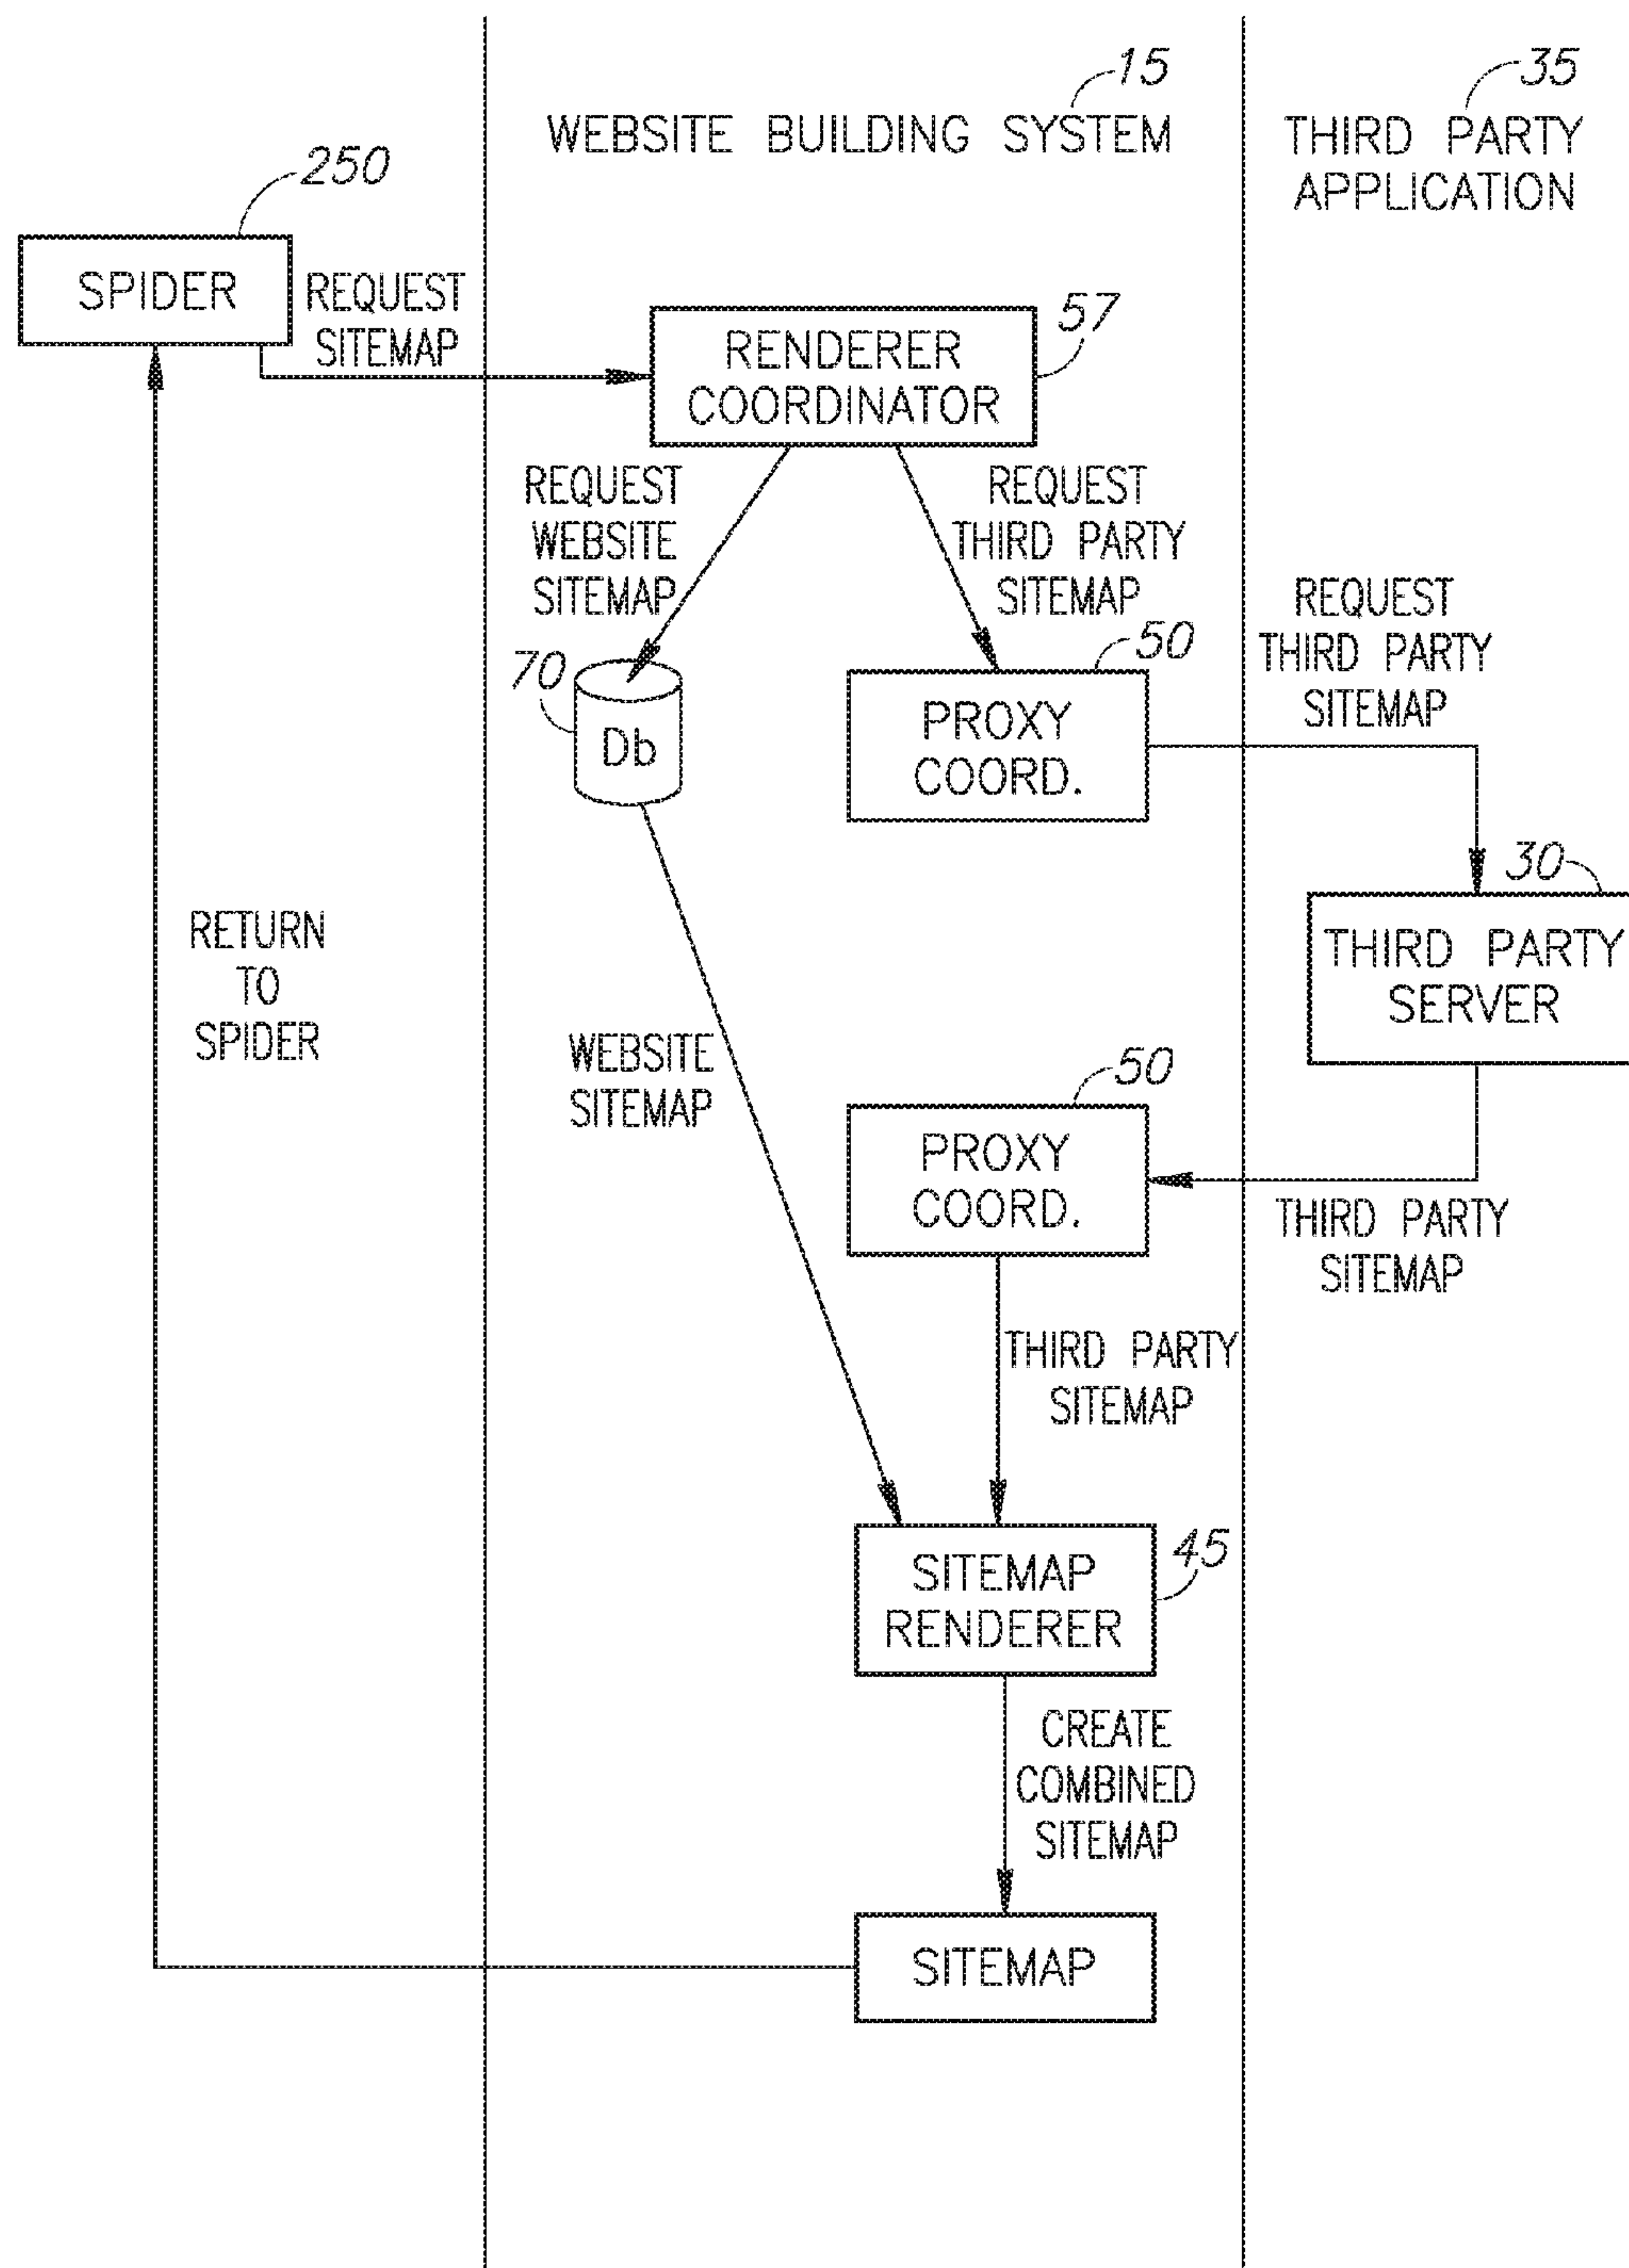 15
WEBSITE BUILDING SYSTEM
35
THIRD PARTY
APPLICATION
250
SPIDER
REQUEST
SITEMAP
57
RENDERER
COORDINATOR
REQUEST
WEBSITE
SITEMAP
REQUEST
THIRD PARTY
SITEMAP
REQUEST
THIRD PARTY
SITEMAP
70
Db
50
PROXY
COORD.
30
THIRD PARTY
SERVER
RETURN
TO
SPIDER
WEBSITE
SITEMAP
50
PROXY
COORD.
THIRD PARTY
SITEMAP
THIRD PARTY
SITEMAP
45
SITEMAP
RENDERER
CREATE
COMBINED
SITEMAP
SITEMAP